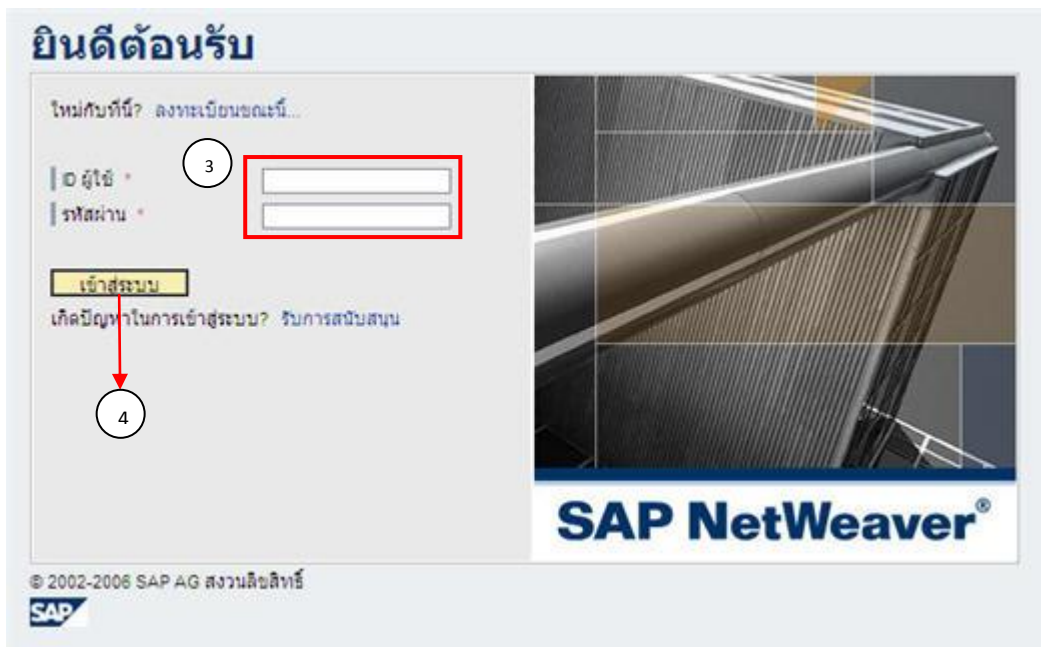 ยินดีต้อนรับ
ใหม่กับที่นี้? ลงทะเบียนขณะนี้...
3
ID ผู้ใช้ *
รหัสผ่าน *
เข้าสู่ระบบ
เกิดปัญหาในการเข้าสู่ระบบ? รับการสนับสนุน
4
SAP NetWeaver®
© 2002-2006 SAP AG สงวนลิขสิทธิ์
SAP